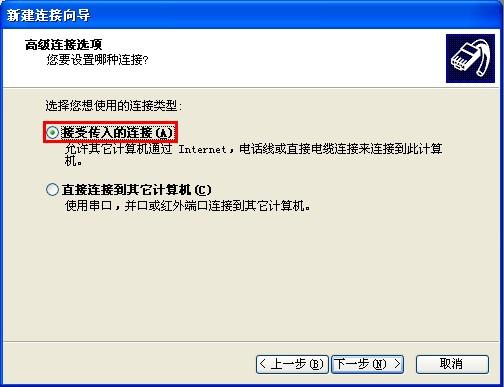 新建连接向导
高级连接选项
您要设置哪种连接?
选择您想使用的连接类型:
接受传入的连接(A)
允许其它计算机通过 Internet，电话线或直接电缆连接来连接到此计算
机。
直接连接到其它计算机(C)
使用串口，并口或红外端口连接到其它计算机。
< 上一步(B) 下一步(N) > 取消